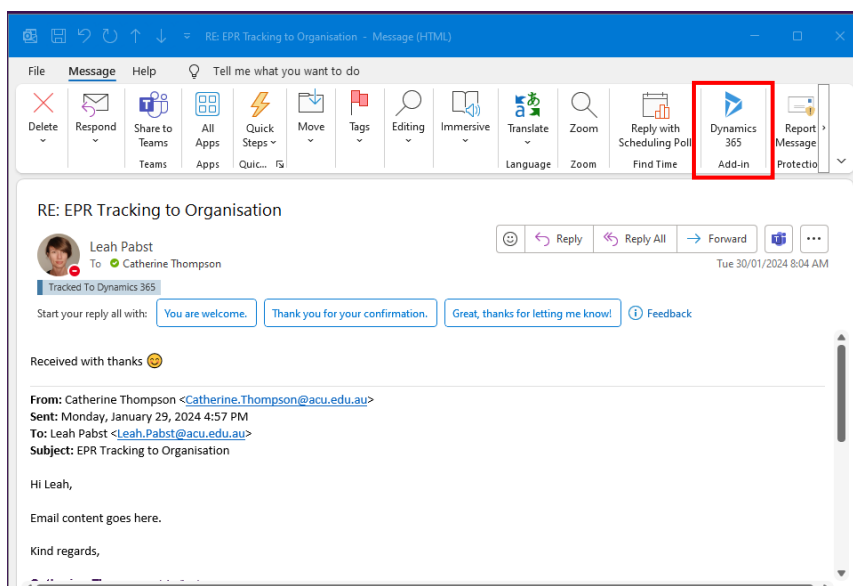 RE: EPR Tracking to Organisation - Message (HTML)
File Message Help Tell me what you want to do
Delete Respond Share to Teams All Apps Quick Steps Move Tags Editing Immersive Translate Zoom Reply with Scheduling Poll Dynamics 365 Report Message
Teams Apps Quic... Language Zoom Find Time Add-in Protectio
RE: EPR Tracking to Organisation
Leah Pabst
To Catherine Thompson
Reply Reply All Forward
Tue 30/01/2024 8:04 AM
Tracked To Dynamics 365
Start your reply all with: You are welcome. Thank you for your confirmation. Great, thanks for letting me know! Feedback
Received with thanks 😊
From: Catherine Thompson <Catherine.Thompson@acu.edu.au>
Sent: Monday, January 29, 2024 4:57 PM
To: Leah Pabst <Leah.Pabst@acu.edu.au>
Subject: EPR Tracking to Organisation
Hi Leah,
Email content goes here.
Kind regards,